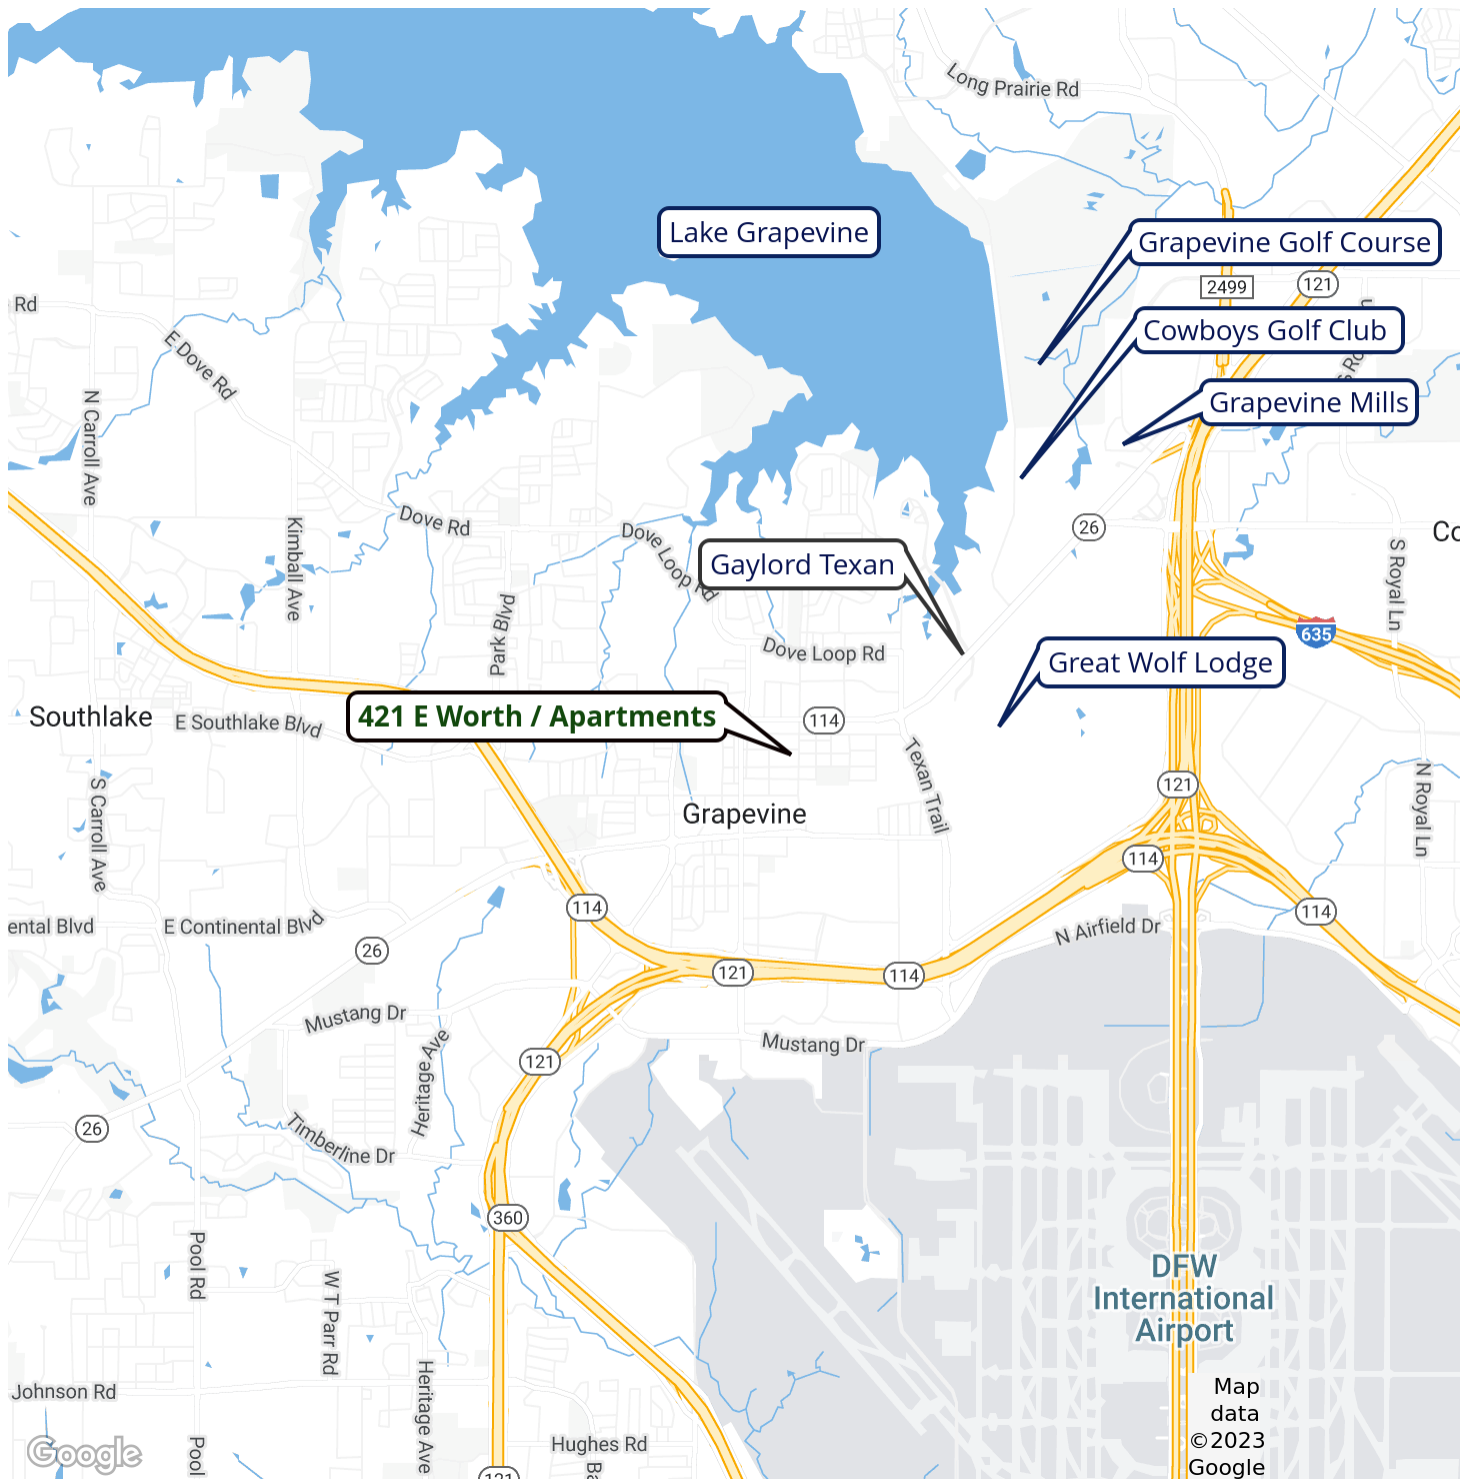 Long Prairie Rd
Lake Grapevine
Grapevine Golf Course
2499
121
Rd
Cowboys Golf Club
E Dove Rd
Grapevine Mills
N Carroll Ave
Dove Rd
Kimball Ave
Dove Loop Rd
26
Gaylord Texan
S Royal Ln
Park Blvd
635
Dove Loop Rd
Great Wolf Lodge
Southlake
E Southlake Blvd
421 E Worth / Apartments
114
Texan Trail
121
N Royal Ln
S Carroll Ave
Grapevine
114
114
114
ental Blvd
E Continental Blvd
N Airfield Dr
26
121
114
Mustang Dr
Mustang Dr
Heritage Ave
121
26
Timberline Dr
360
Pool Rd
W T Parr Rd
DFW
International
Airport
Johnson Rd
Heritage Ave
Map
data
©2023
Google
Hughes Rd
Google
Pool
Ba
121